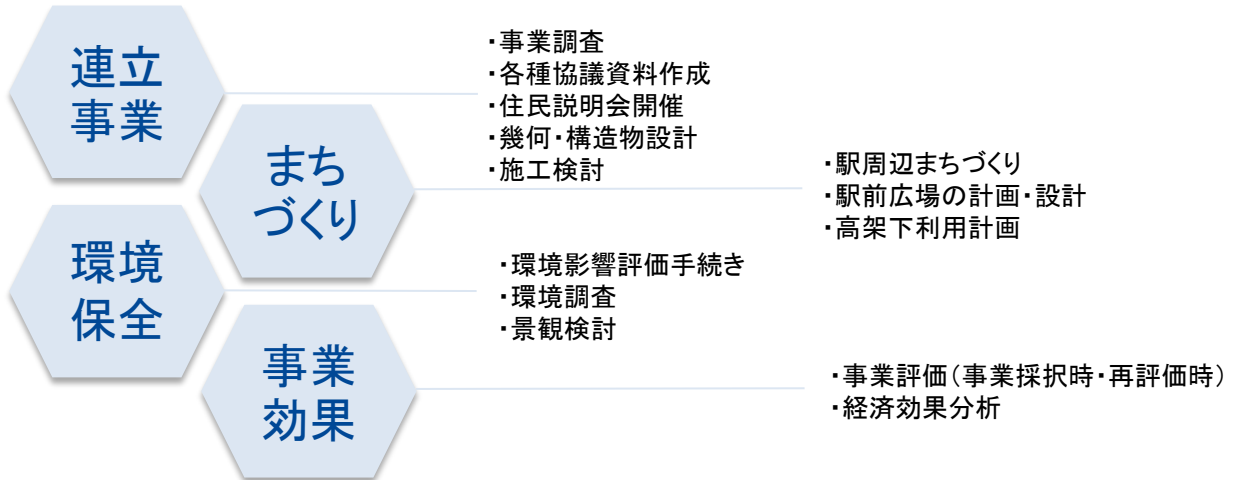 連立
事業
・事業調査
・各種協議資料作成
・住民説明会開催
・幾何・構造物設計
・施工検討
まち
づくり
・駅周辺まちづくり
・駅前広場の計画・設計
・高架下利用計画
環境
保全
・環境影響評価手続き
・環境調査
・景観検討
事業
効果
・事業評価（事業採択時・再評価時）
・経済効果分析